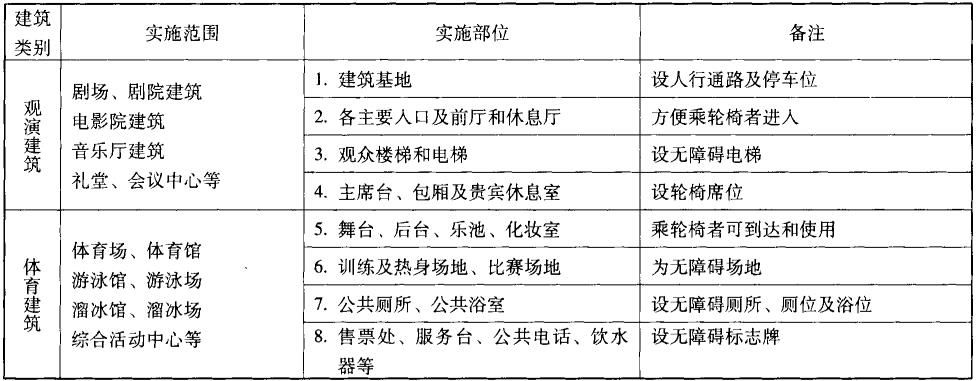 建筑
类别
实施范围
实施部位
备注
观演建筑
剧场、剧院建筑
电影院建筑
音乐厅建筑
礼堂、会议中心等
1. 建筑基地
设人行通路及停车位
2. 各主要人口及前厅和休息厅
方便乘轮椅者进人
3. 观众楼梯和电梯
设无障碍电梯
4. 主席台、包厢及贵宾休息室
设轮椅席位
体育建筑
体育场、体育馆
游泳馆、游泳场
溜冰馆、溜冰场
综合活动中心等
5. 舞台、后台、乐池、化妆室
乘轮椅者可到达和使用
6. 训练及热身场地、比赛场地
为无障碍场地
7. 公共厕所、公共浴室
设无障碍厕所、厕位及浴位
8. 售票处、服务台、公共电话、饮水
器等
设无障碍标志牌